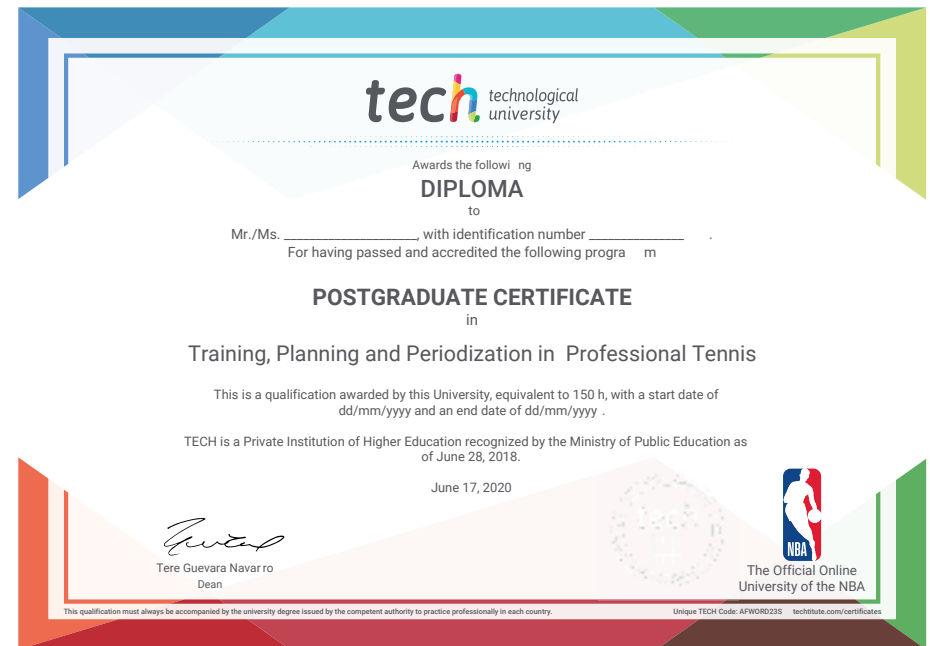 tech technological
university
Awards the followi ng
DIPLOMA
to
Mr./Ms. ____________________, with identification number ______________ .
For having passed and accredited the following progra m
POSTGRADUATE CERTIFICATE
in
Training, Planning and Periodization in Professional Tennis
This is a qualification awarded by this University, equivalent to 150 h, with a start date of
dd/mm/yyyy and an end date of dd/mm/yyyy .
TECH is a Private Institution of Higher Education recognized by the Ministry of Public Education as
of June 28, 2018.
June 17, 2020
Tere Guevara Navar ro
Dean
NBA
The Official Online
University of the NBA
This qualification must always be accompanied by the university degree issued by the competent authority to practice professionally in each country.
Unique TECH Code: AFWORD23S techtitute.com/certificates